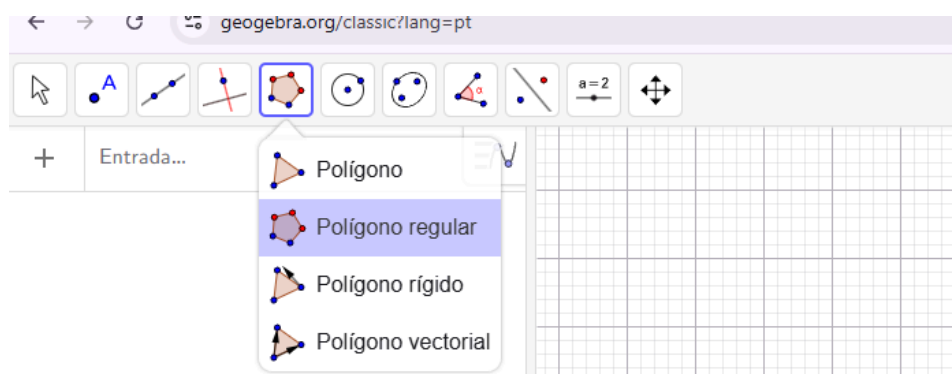 geogebra.org/classic?lang=pt
A
α
a=2
+ Entrada...
Polígono
Polígono regular
Polígono rígido
Polígono vectorial